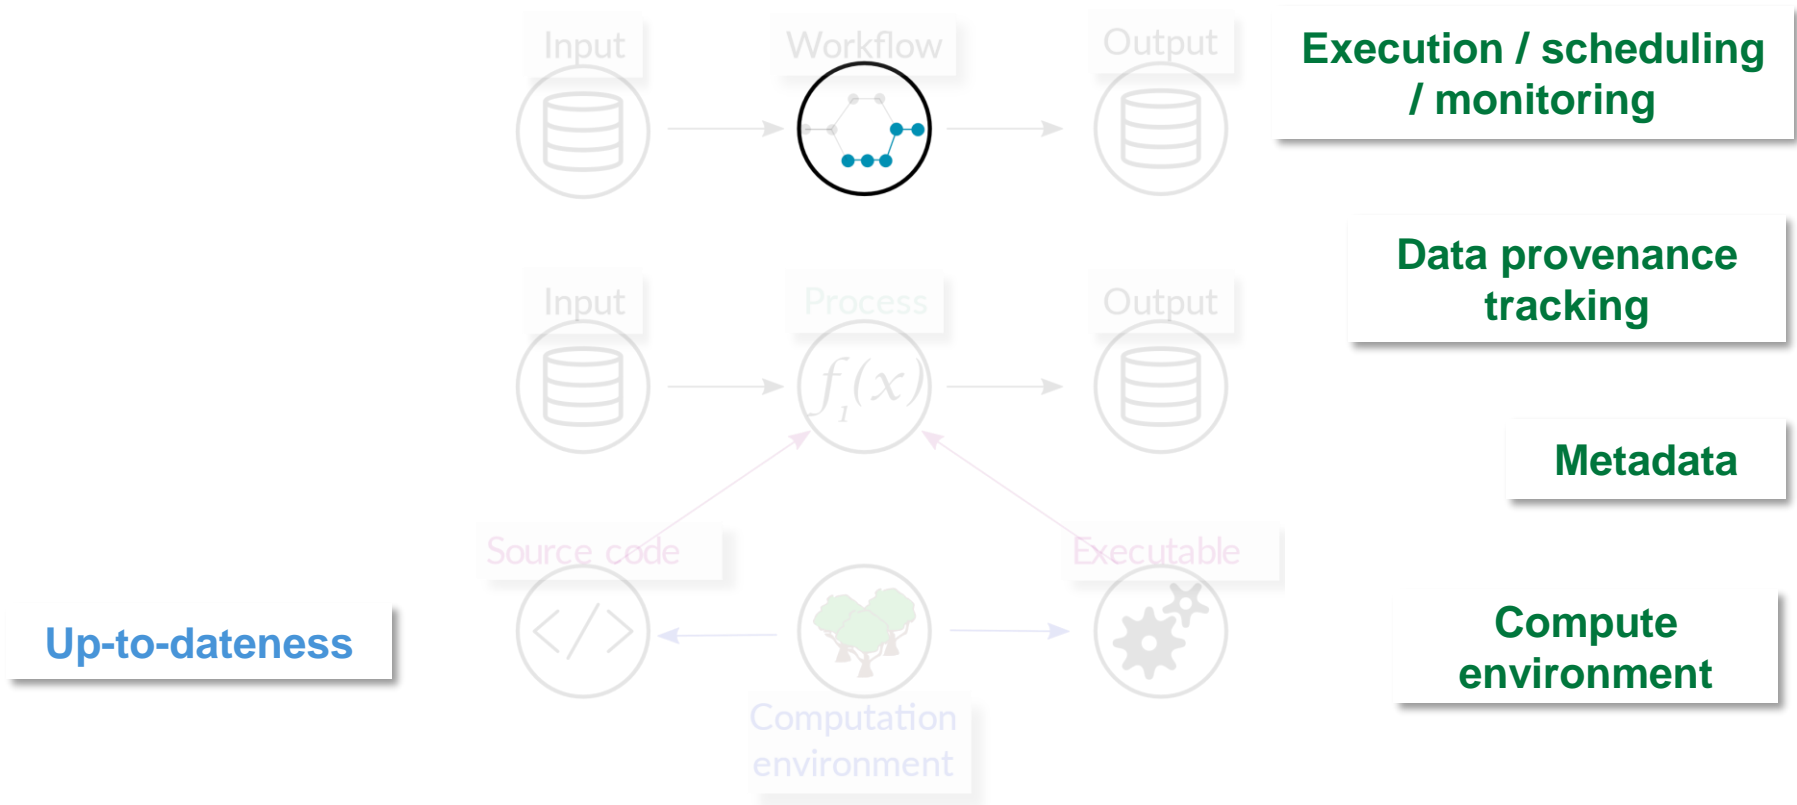 Input
Workflow
Output
Execution / scheduling
/ monitoring
Input
Process
Output
Data provenance
tracking
f1(x)
Metadata
Source code
Executable
</>
Up-to-dateness
Compute
environment
Computation
environment